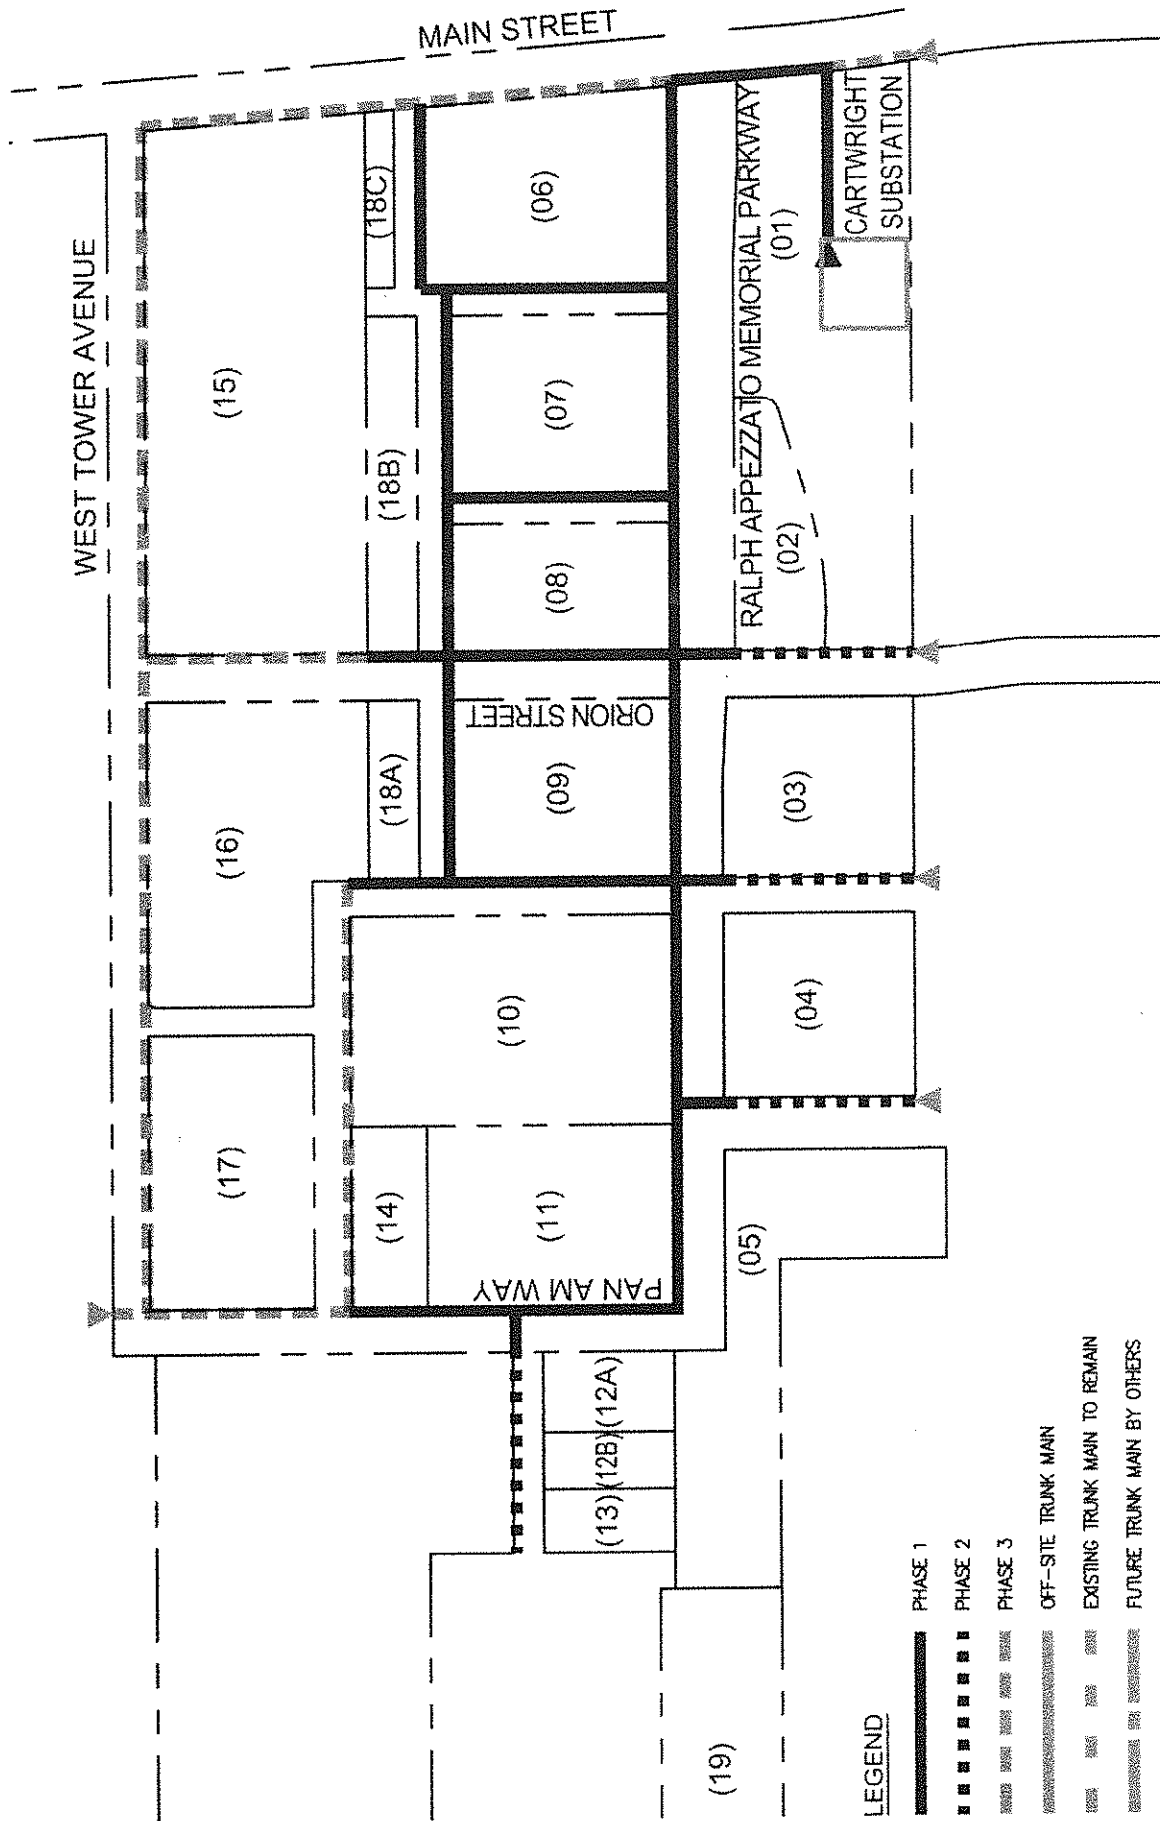 MAIN STREET
WEST TOWER AVENUE
(15)
(18C)
(06)
RALPH APPEZZATO MEMORIAL PARKWAY
(01)
CARTWRIGHT
SUBSTATION
(18B)
(07)
(08)
(02)
(16)
(18A)
(09)
ORION STREET
(03)
(10)
(04)
(17)
(14)
(11)
PAN AM WAY
(05)
(12A)
(12B)
(13)
(19)
LEGEND
PHASE 1
PHASE 2
PHASE 3
OFF-SITE TRUNK MAIN
EXISTING TRUNK MAIN TO REMAIN
FUTURE TRUNK MAIN BY OTHERS